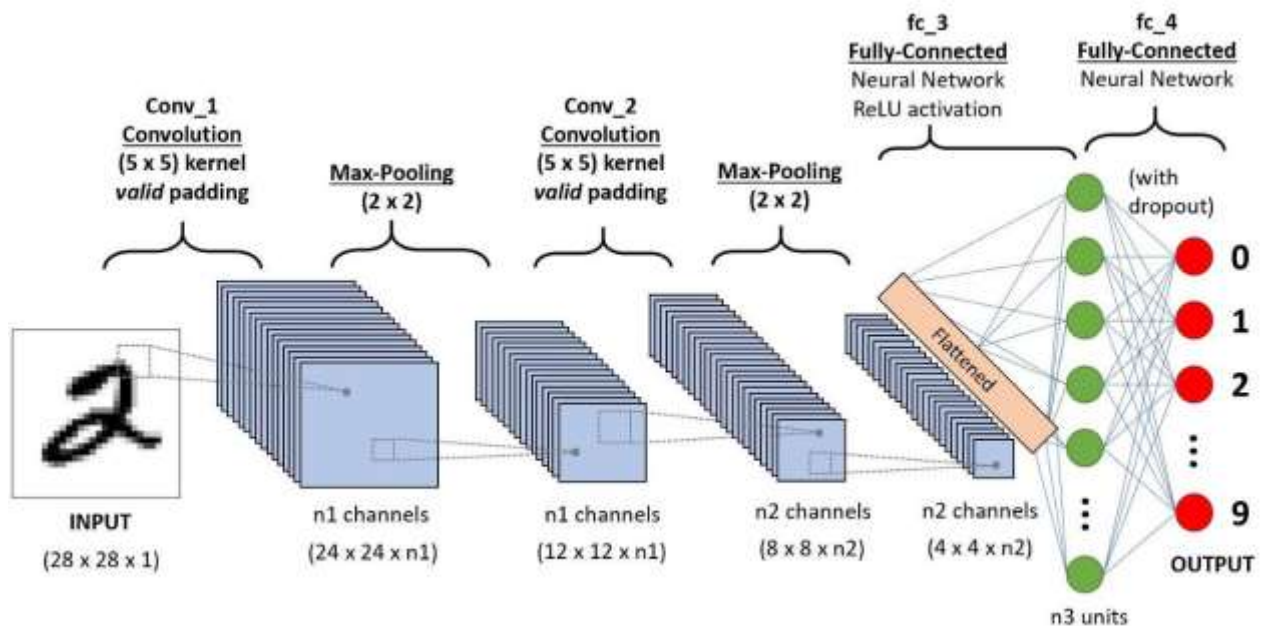 Conv_1
Convolution
(5 x 5) kernel
valid padding
Max-Pooling
(2 x 2)
Conv_2
Convolution
(5 x 5) kernel
valid padding
Max-Pooling
(2 x 2)
fc_3
Fully-Connected
Neural Network
ReLU activation
fc_4
Fully-Connected
Neural Network
(with
dropout)
Flattened
2
INPUT
(28 x 28 x 1)
n1 channels
(24 x 24 x n1)
n1 channels
(12 x 12 x n1)
n2 channels
(8 x 8 x n2)
n2 channels
(4 x 4 x n2)
n3 units
0
1
2
9
OUTPUT